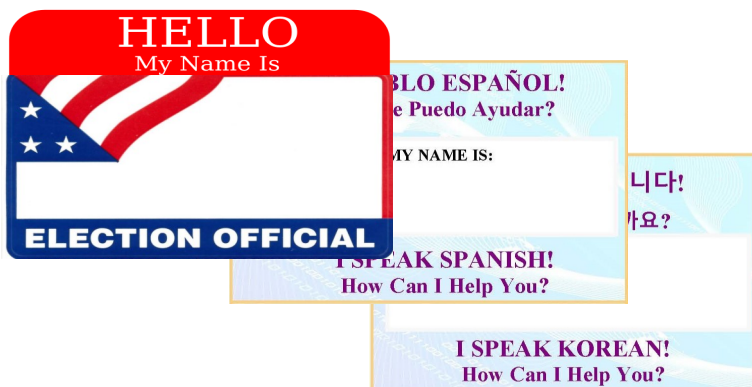 HELLO
My Name Is
ELECTION OFFICIAL
BLO ESPAÑOL!
e Puedo Ayudar?
MY NAME IS:
I SPEAK SPANISH!
How Can I Help You?
니다!
까요?
I SPEAK KOREAN!
How Can I Help You?